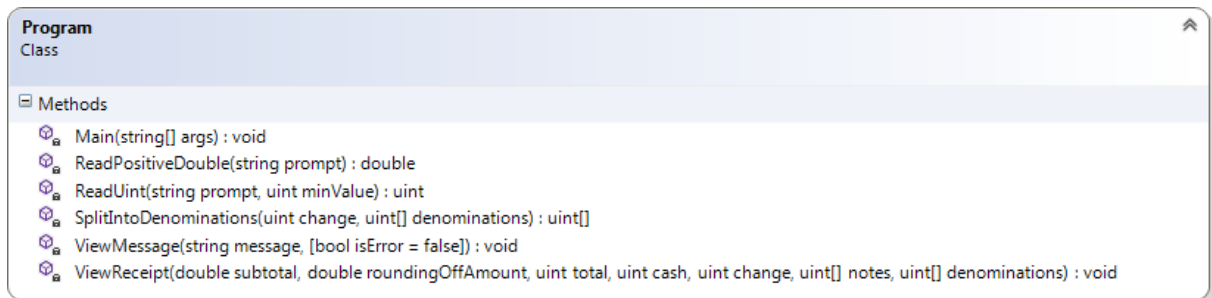 Program
Class
Methods
Main(string[] args) : void
ReadPositiveDouble(string prompt) : double
ReadUint(string prompt, uint minValue) : uint
SplitIntoDenominations(uint change, uint[] denominations) : uint[]
ViewMessage(string message, [bool isError = false]) : void
ViewReceipt(double subtotal, double roundingOffAmount, uint total, uint cash, uint change, uint[] notes, uint[] denominations) : void